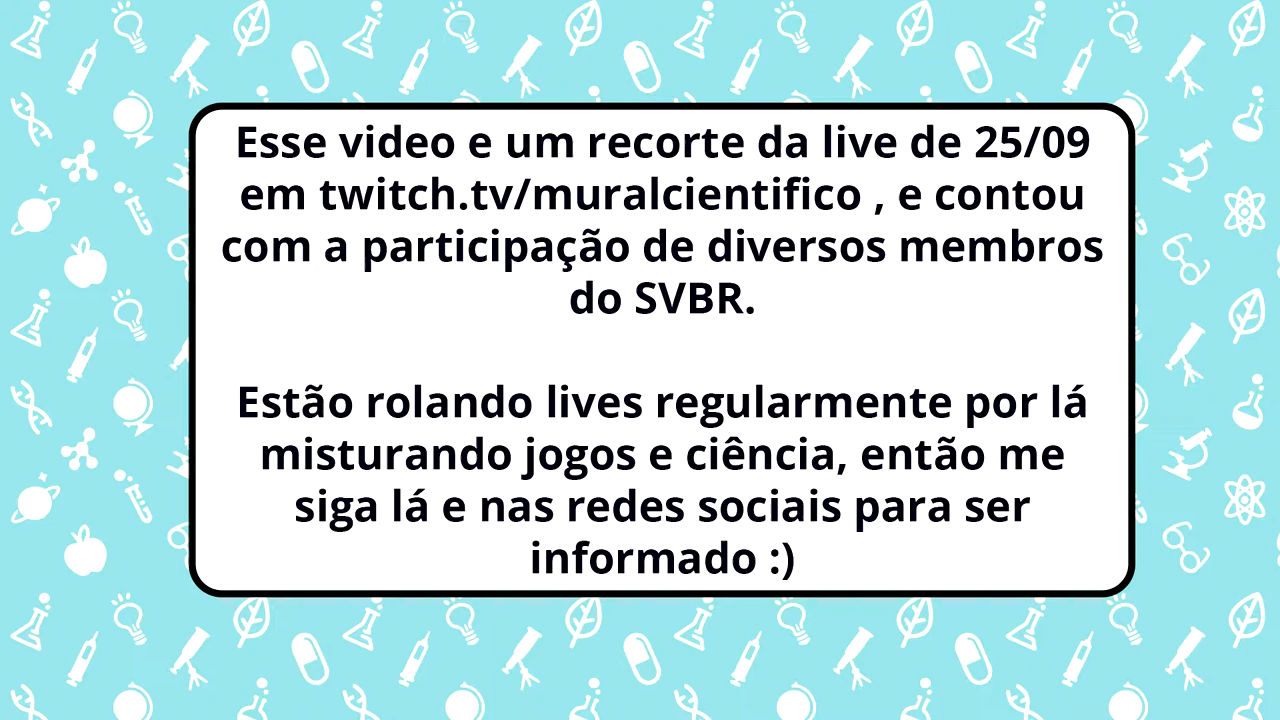 Esse video e um recorte da live de 25/09
em twitch.tv/muralcientifico , e contou
com a participação de diversos membros
do SVBR.
Estão rolando lives regularmente por lá
misturando jogos e ciência, então me
siga lá e nas redes sociais para ser
informado :)